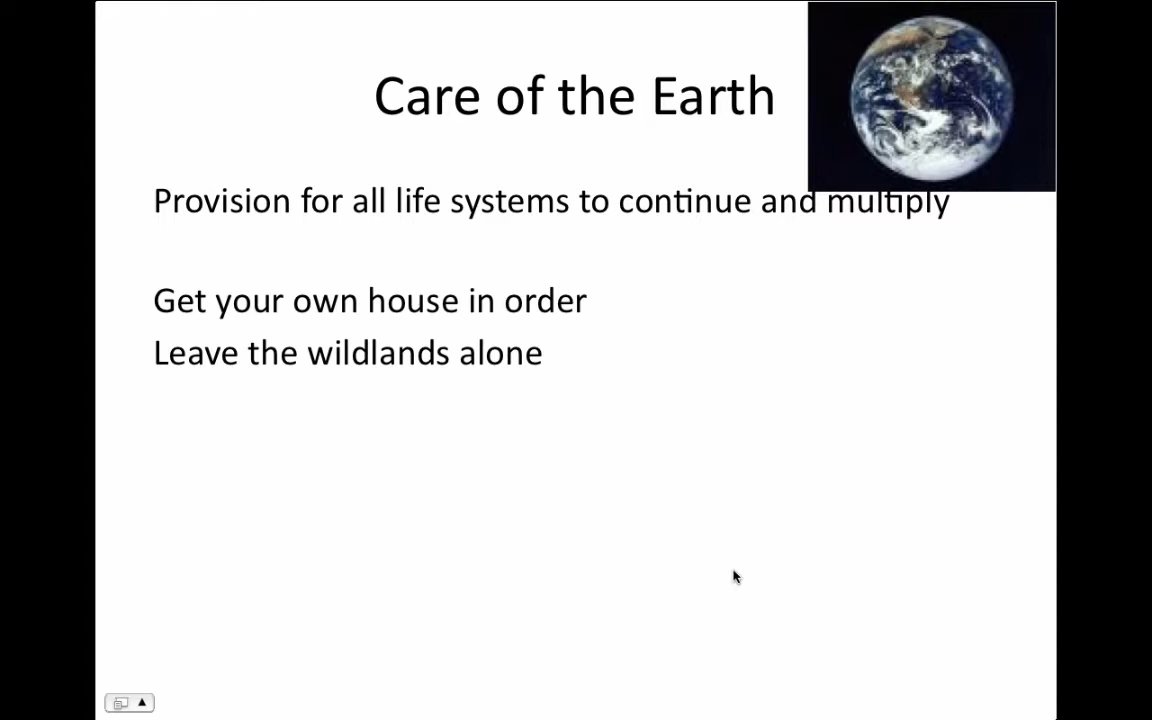 Care of the Earth
Provision for all life systems to continue and multiply
Get your own house in order
Leave the wildlands alone